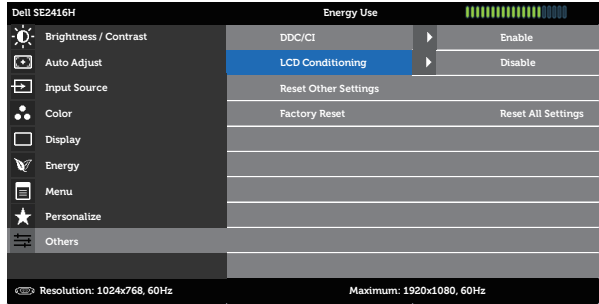 Dell SE2416H Energy Use
Brightness / Contrast DDC/CI Enable
Auto Adjust LCD Conditioning Disable
Input Source Reset Other Settings
Color Factory Reset Reset All Settings
Display
Energy
Menu
Personalize
Others
Resolution: 1024x768, 60Hz Maximum: 1920x1080, 60Hz